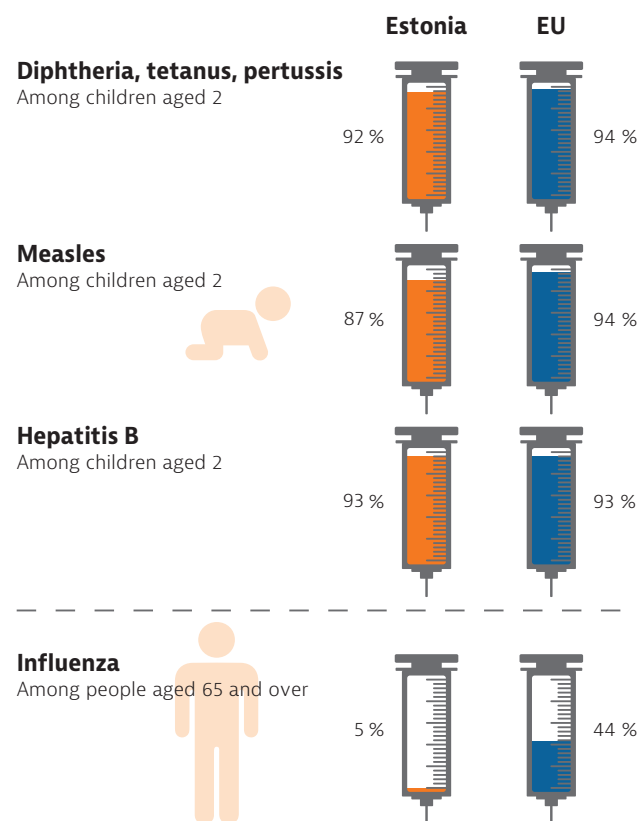 Estonia EU
Diphtheria, tetanus, pertussis
Among children aged 2
92 % 94 %
Measles
Among children aged 2
87 % 94 %
Hepatitis B
Among children aged 2
93 % 93 %
Influenza
Among people aged 65 and over
5 % 44 %